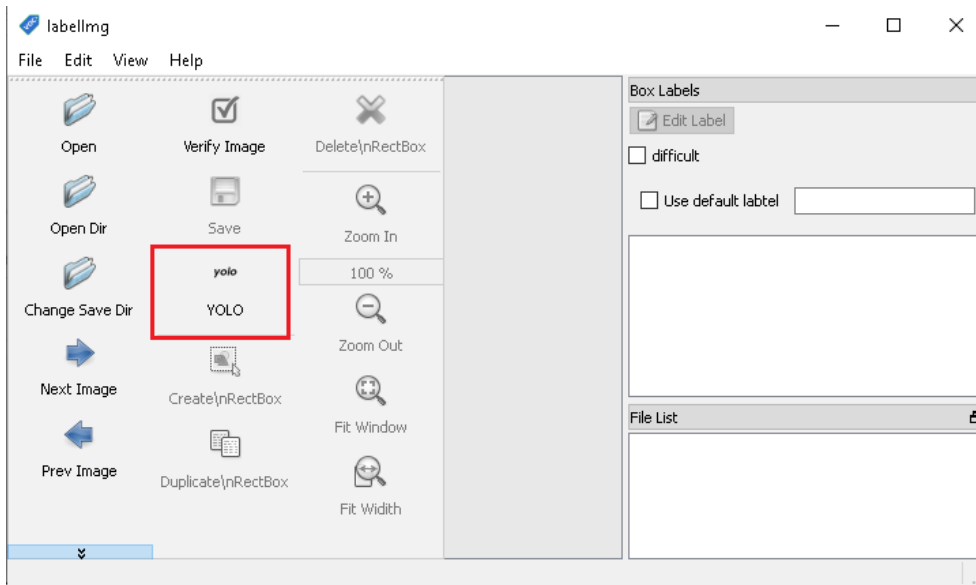 labelImg
File Edit View Help
Open
Verify Image
Delete\nRectBox
Open Dir
Save
Zoom In
100 %
Change Save Dir
yolo
YOLO
Zoom Out
Next Image
Create\nRectBox
Fit Window
Prev Image
Duplicate\nRectBox
Fit Widith
Box Labels
Edit Label
difficult
Use default labtel
File List